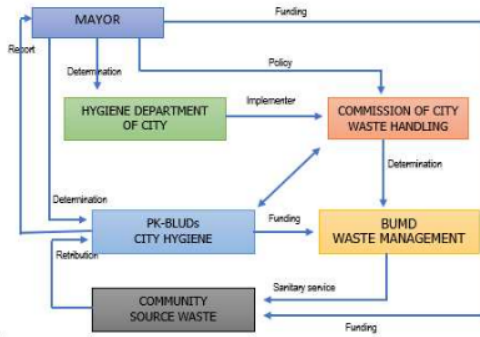 Funding
MAYOR
Report
Policy
Determination
HYGIENE DEPARTMENT
OF CITY
Implementer
COMMISSION OF CITY
WASTE HANDLING
Determination
Determination
PK-BLUDs
CITY HYGIENE
Funding
BUMD
WASTE MANAGEMENT
Retribution
Sanitary service
COMMUNITY
SOURCE WASTE
Funding